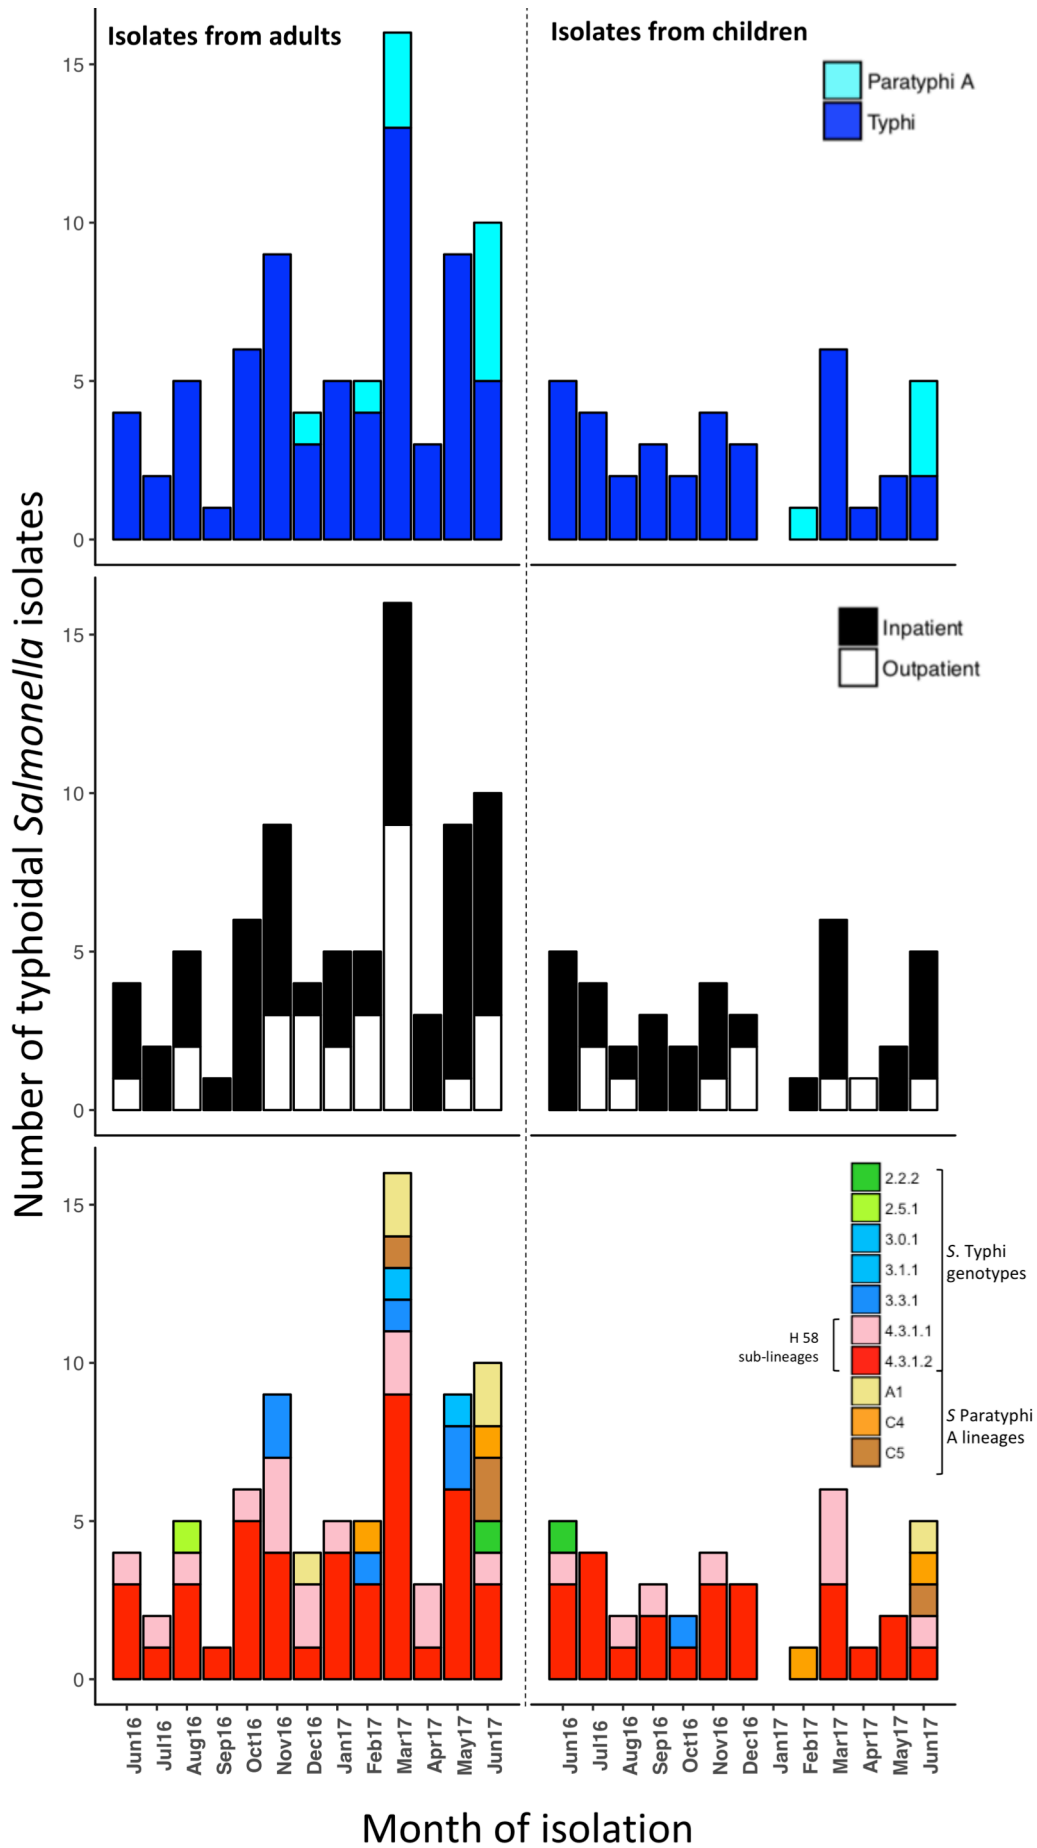 Isolates from adults
Isolates from children
Paratyphi A
Typhi
15
10
5
0
Inpatient
Outpatient
15
10
5
0
2.2.2
2.5.1
3.0.1
3.1.1
3.3.1
4.3.1.1
4.3.1.2
A1
C4
C5
S. Typhi
genotypes
H 58
sub-lineages
S Paratyphi
A lineages
15
10
5
0
Number of typhoidal Salmonella isolates
Jun16
Jul16
Aug16
Sep16
Oct16
Nov16
Dec16
Jan17
Feb17
Mar17
Apr17
May17
Jun17
Jun16
Jul16
Aug16
Sep16
Oct16
Nov16
Dec16
Jan17
Feb17
Mar17
Apr17
May17
Jun17
Month of isolation